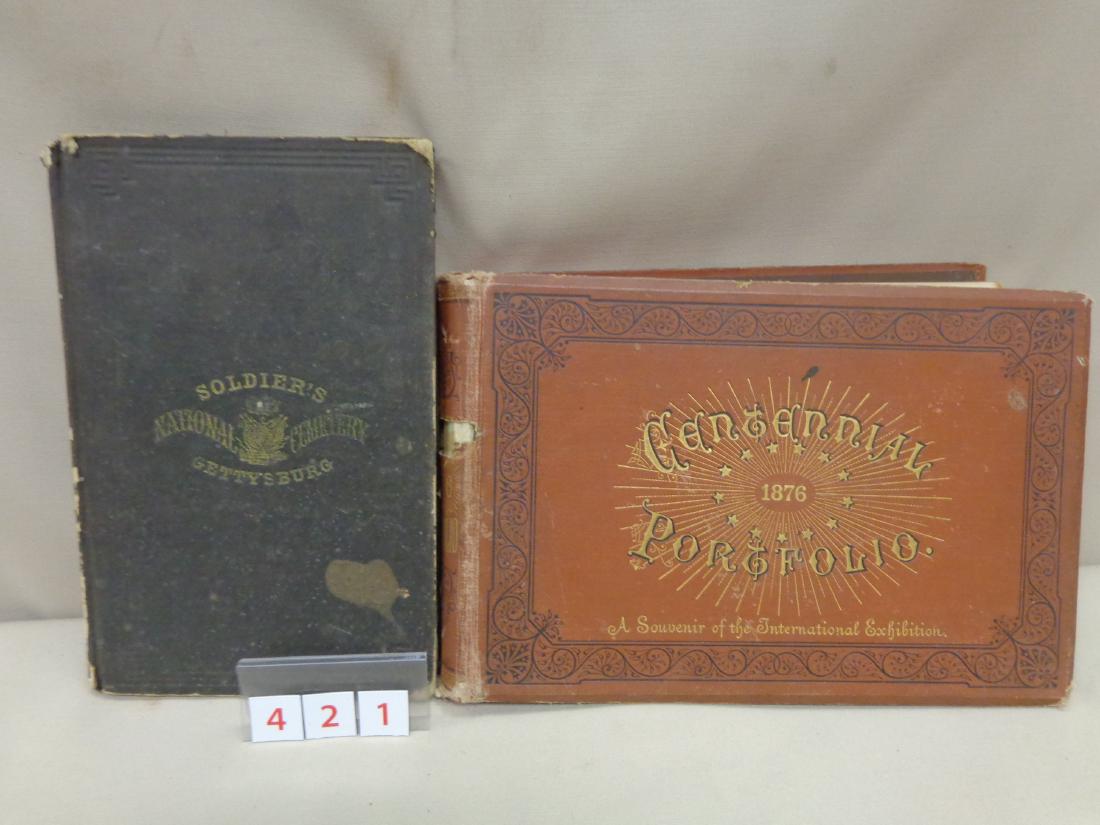 SOLDIER'S
NATIONAL CEMETERY
GETTYSBURG
CENTENNIAL
1876
PORTFOLIO.
A Souvenir of the International Exhibition.
4 2 1